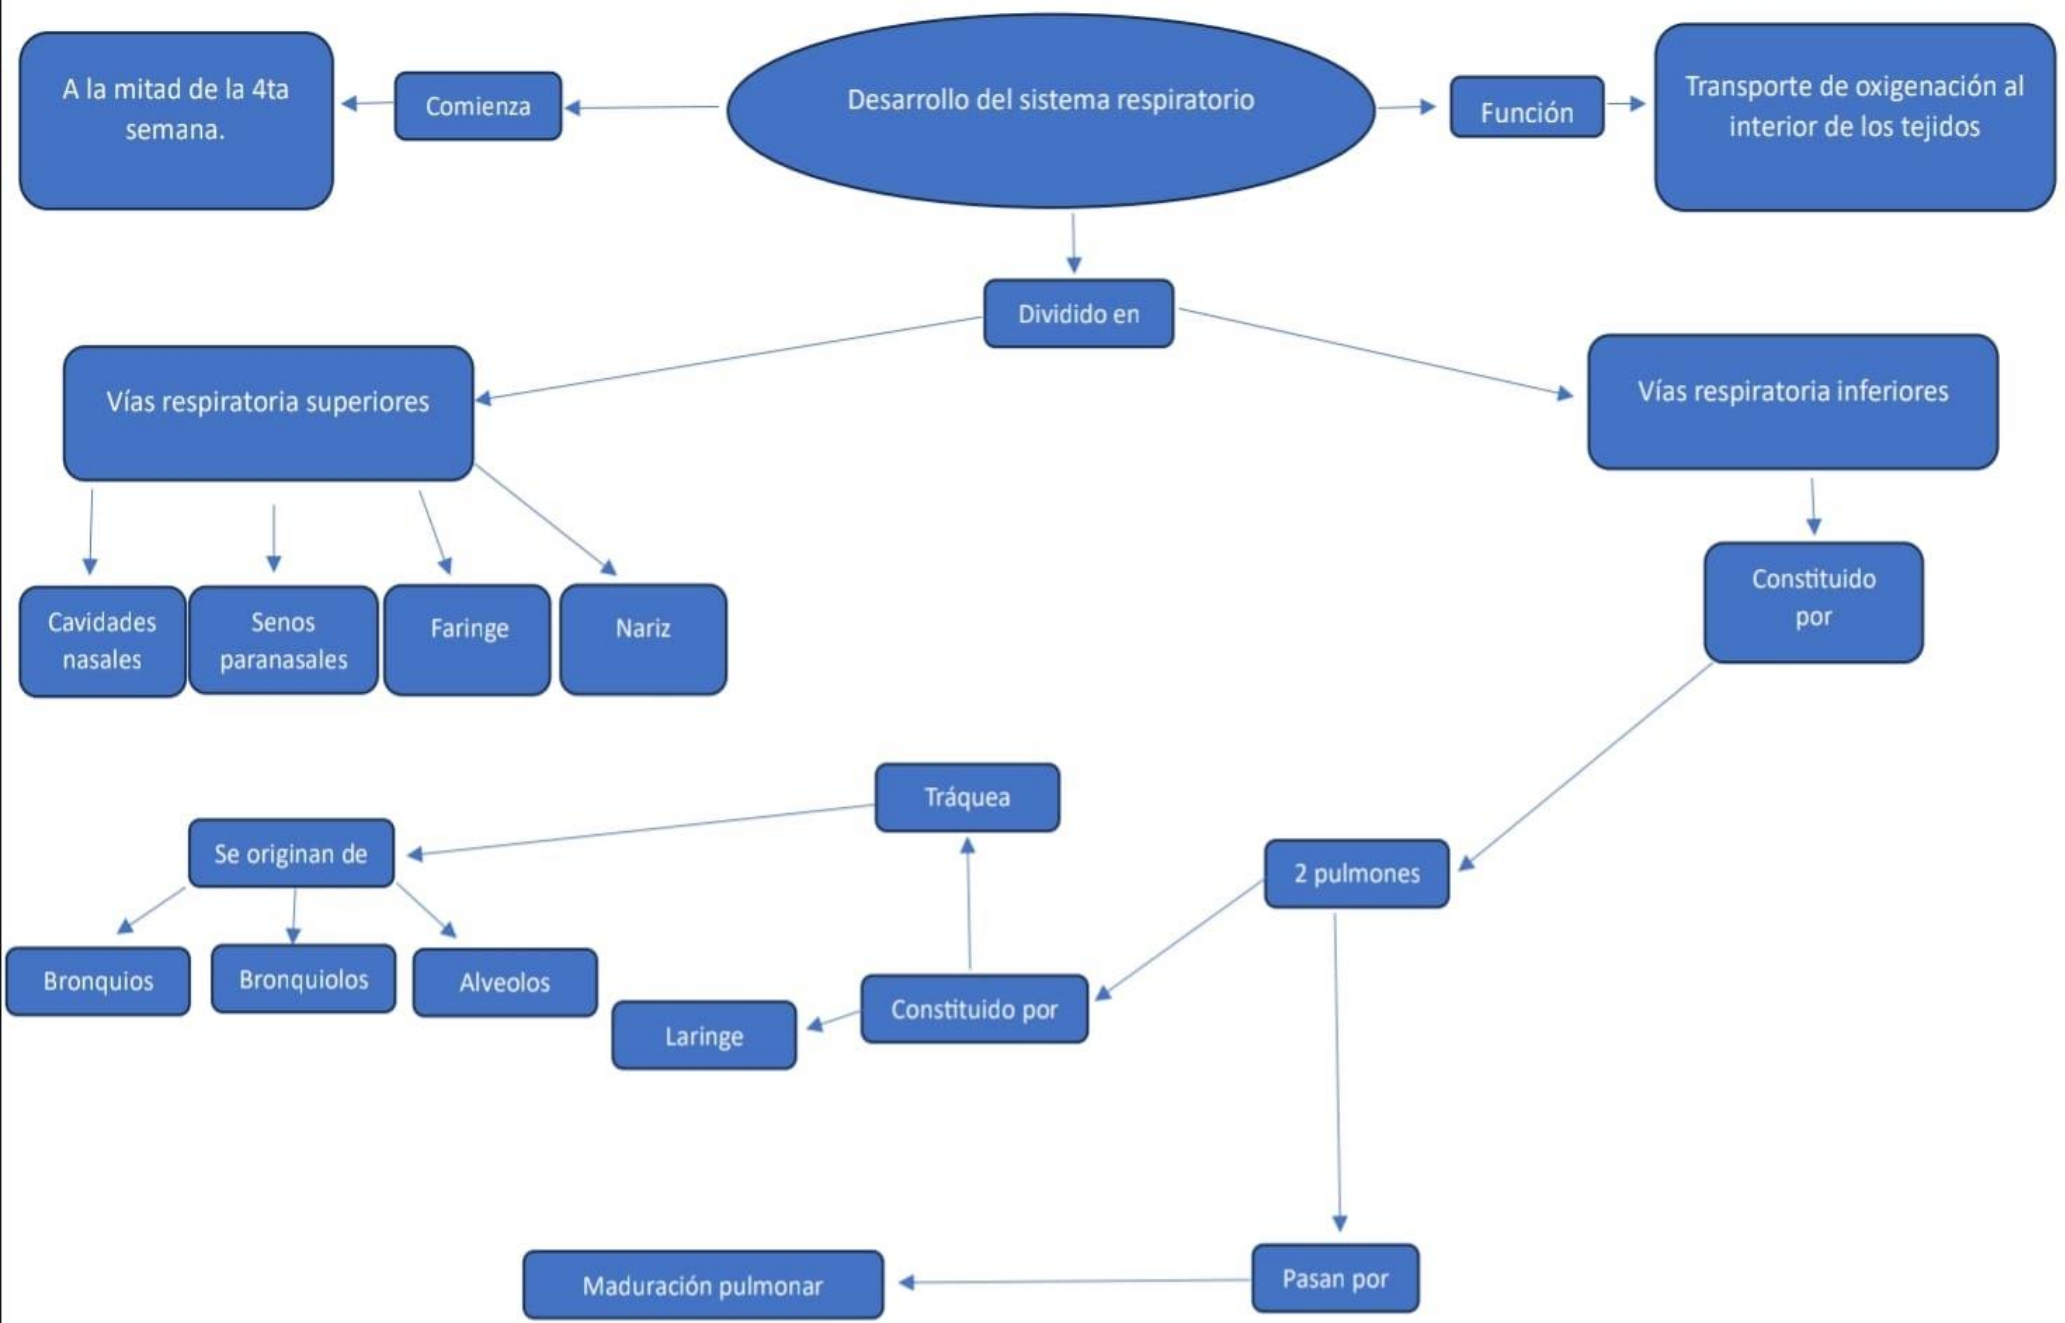 A la mitad de la 4ta
semana.
Comienza
Desarrollo del sistema respiratorio
Función
Transporte de oxigenación al
interior de los tejidos
Dividido en
Vías respiratoria superiores
Vías respiratoria inferiores
Cavidades
nasales
Senos
paranasales
Faringe
Nariz
Constituido
por
Tráquea
Se originan de
2 pulmones
Bronquios
Bronquiolos
Alveolos
Laringe
Constituido por
Maduración pulmonar
Pasan por